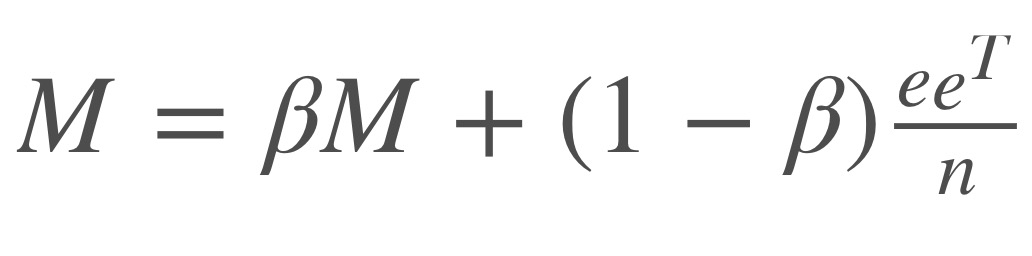 M = βM + (1 − β) ee^T / n